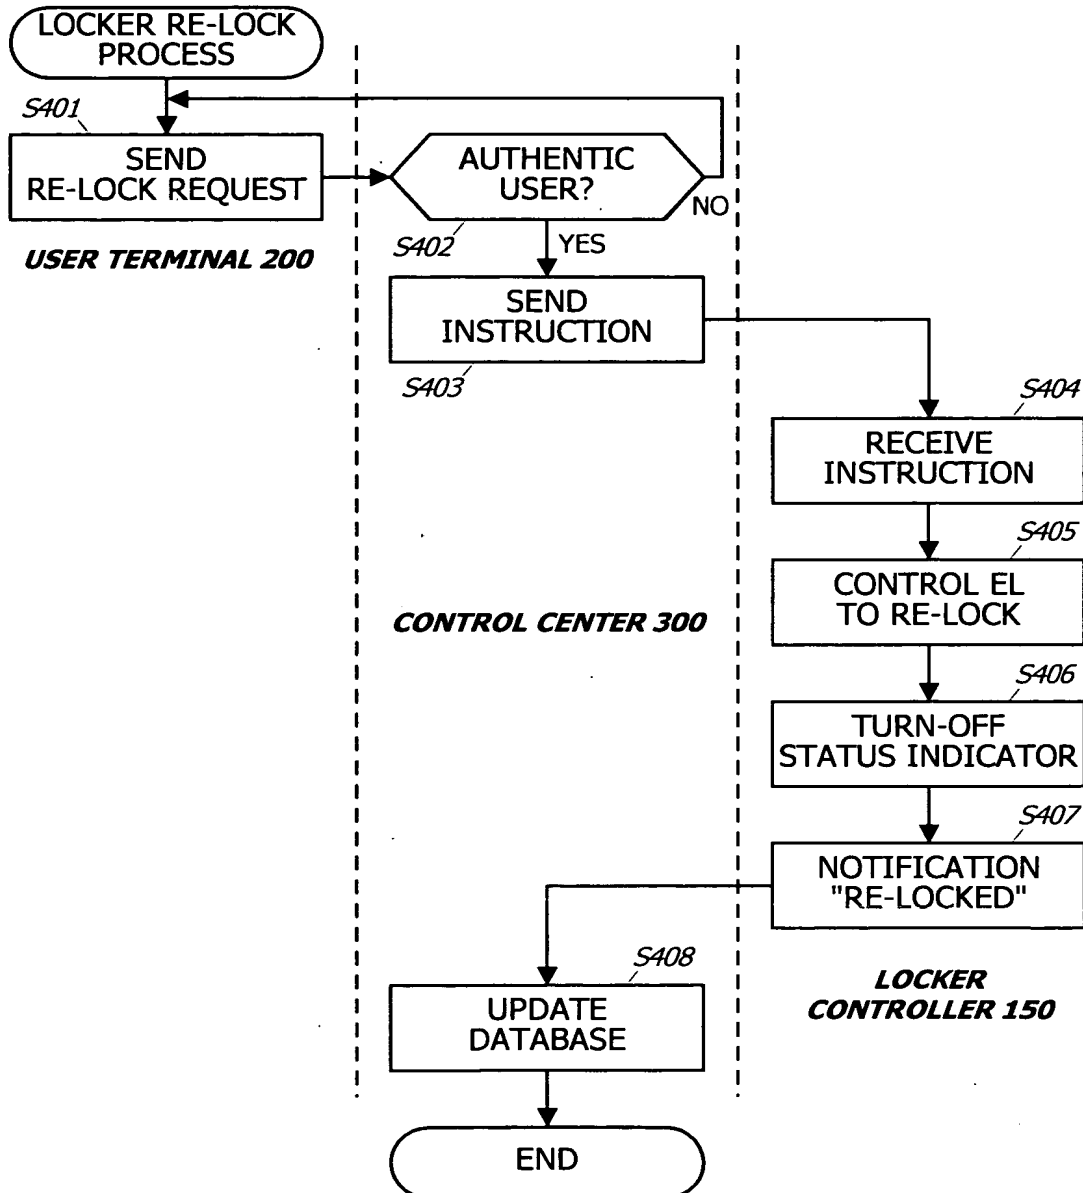 LOCKER RE-LOCK
PROCESS
S401
SEND
RE-LOCK REQUEST
USER TERMINAL 200
AUTHENTIC
USER?
NO
S402
YES
SEND
INSTRUCTION
S403
S404
RECEIVE
INSTRUCTION
S405
CONTROL EL
TO RE-LOCK
CONTROL CENTER 300
S406
TURN-OFF
STATUS INDICATOR
S407
NOTIFICATION
"RE-LOCKED"
LOCKER
CONTROLLER 150
S408
UPDATE
DATABASE
END